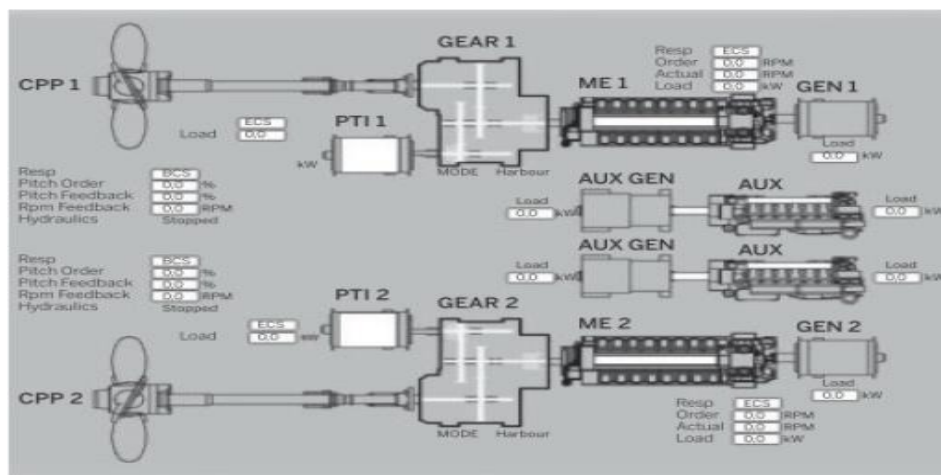 GEAR 1
Resp ECS
Order 0,0 RPM
Actual 0,0 RPM
Load 0,0 kW
CPP 1
ME 1
GEN 1
ECS
Load 0,0
kW
PTI 1
Load
0,0 kW
MODE Harbour
Resp BCS
Pitch Order 0,0 %
Pitch Feedback 0,0 %
Rpm Feedback 0,0 RPM
Hydraulics Stopped
AUX GEN
AUX
Load
0,0 kW
Load
0,0 kW
AUX GEN
AUX
Load
0,0 kW
Load
0,0 kW
Resp BCS
Pitch Order 0,0 %
Pitch Feedback 0,0 %
Rpm Feedback 0,0 RPM
Hydraulics Stopped
PTI 2
GEAR 2
ECS
Load 0,0 kW
ME 2
GEN 2
Load
0,0 kW
CPP 2
MODE Harbour
Resp ECS
Order 0,0 RPM
Actual 0,0 RPM
Load 0,0 kW